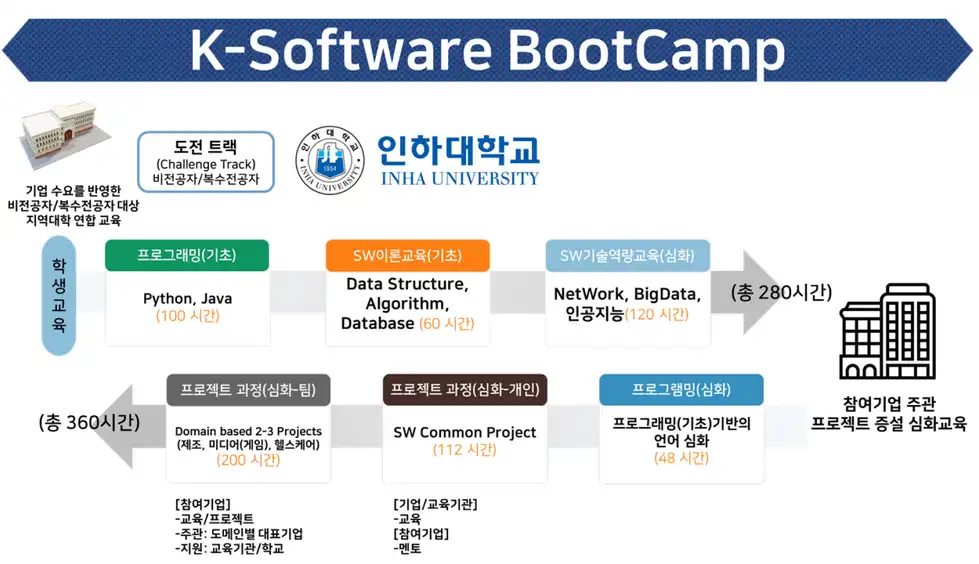 K-Software BootCamp
기업 수요를 반영한
비전공자/복수전공자 대상
지역대학 연합 교육
도전 트랙
(Challenge Track)
비전공자/복수전공자
인하대학교
1954
INHA UNIVERSITY
인하대학교
INHA UNIVERSITY
학생교육
프로그래밍(기초)
Python, Java
(100 시간)
SW이론교육(기초)
Data Structure,
Algorithm,
Database (60 시간)
SW기술역량교육(심화)
NetWork, BigData,
인공지능(120 시간)
(총 280시간)
참여기업 주관
프로젝트 증설 심화교육
프로그램밍(심화)
프로그래밍(기초)기반의
언어 심화
(48 시간)
프로젝트 과정(심화-개인)
SW Common Project
(112 시간)
[기업/교육기관]
-교육
[참여기업]
-멘토
프로젝트 과정(심화-팀)
Domain based 2-3 Projects
(제조, 미디어(게임), 헬스케어)
(200 시간)
[참여기업]
-교육/프로젝트
-주관: 도메인별 대표기업
-지원: 교육기관/학교
(총 360시간)